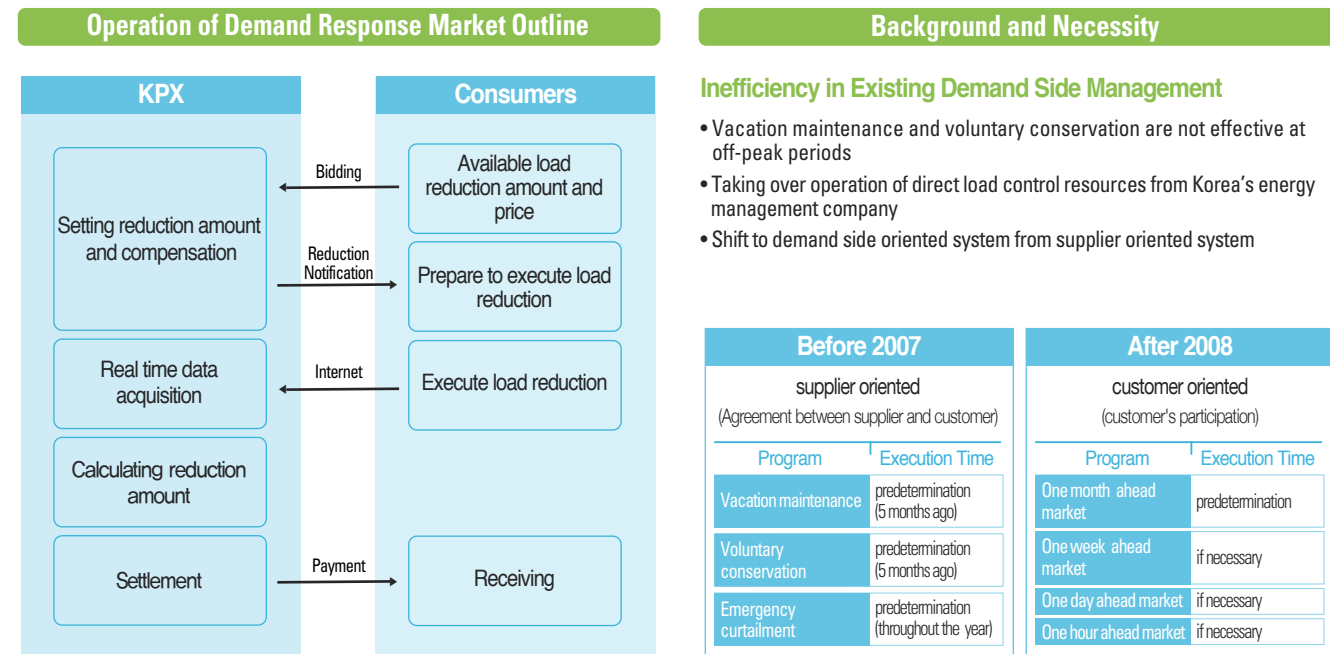 Operation of Demand Response Market Outline
KPX
Consumers
Setting reduction amount
and compensation
Bidding
Available load
reduction amount and
price
Reduction
Notification
Prepare to execute load
reduction
Real time data
acquisition
Internet
Execute load reduction
Calculating reduction
amount
Settlement
Payment
Receiving
Background and Necessity
Inefficiency in Existing Demand Side Management
• Vacation maintenance and voluntary conservation are not effective at
off-peak periods
• Taking over operation of direct load control resources from Korea's energy
management company
• Shift to demand side oriented system from supplier oriented system
Before 2007
supplier oriented
(Agreement between supplier and customer)
Program Execution Time
Vacation maintenance predetermination
(5 months ago)
Voluntary
conservation
predetermination
(5 months ago)
Emergency
curtailment
predetermination
(throughout the year)
After 2008
customer oriented
(customer's participation)
Program Execution Time
One month ahead
market
predetermination
One week ahead
market
if necessary
One day ahead market if necessary
One hour ahead market if necessary